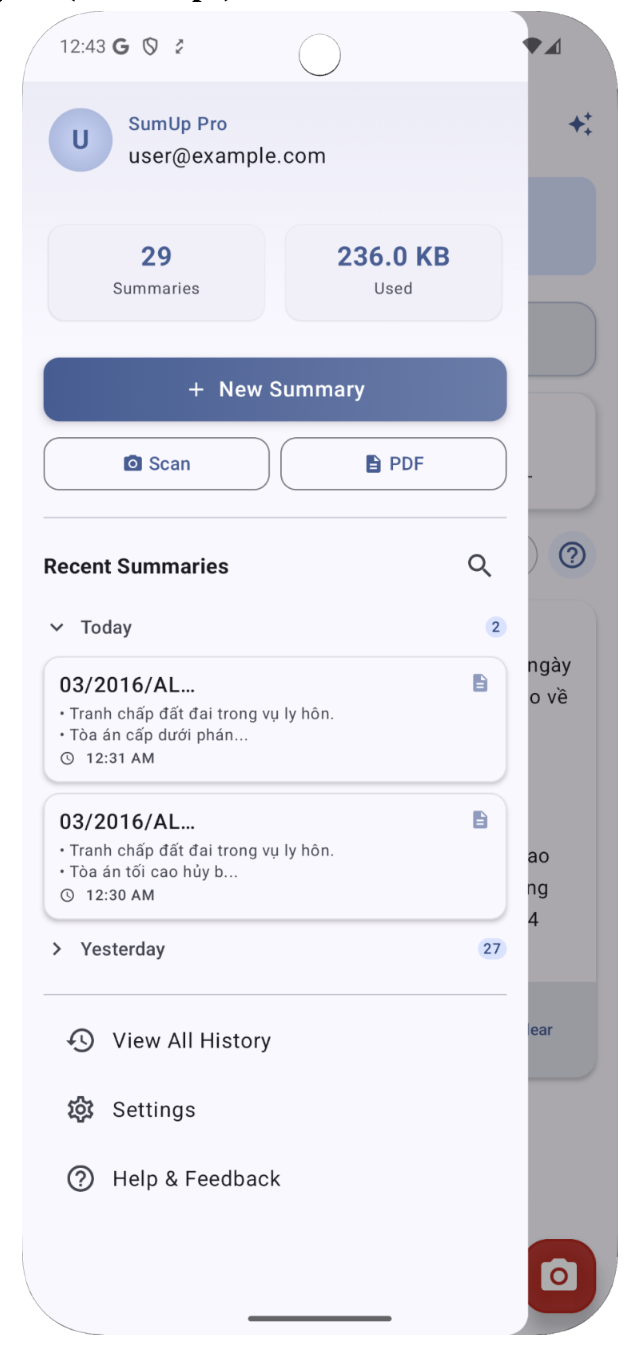 12:43 G
U
SumUp Pro
user@example.com
29
Summaries
236.0 KB
Used
+ New Summary
Scan
PDF
Recent Summaries
Today
2
03/2016/AL...
• Tranh chấp đất đai trong vụ ly hôn.
• Tòa án cấp dưới phán...
12:31 AM
03/2016/AL...
• Tranh chấp đất đai trong vụ ly hôn.
• Tòa án tối cao hủy b...
12:30 AM
Yesterday
27
View All History
Settings
Help & Feedback
ngày
o về
ao
ng
4
lear